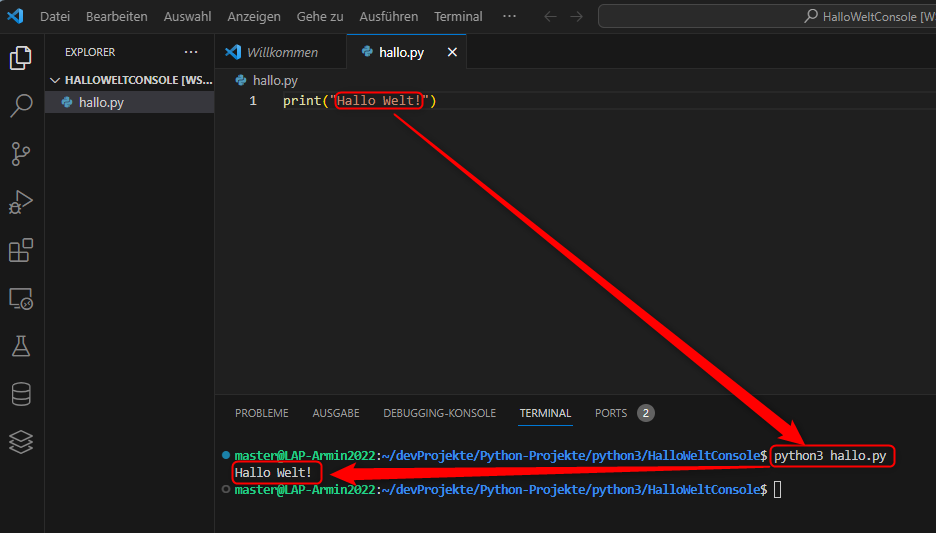 Datei Bearbeiten Auswahl Anzeigen Gehe zu Ausführen Terminal ··· HalloWeltConsole [WS
EXPLORER ···
Willkommen hallo.py
HALLOWELTCONSOLE [WS...
hallo.py
hallo.py
1 print("Hallo Welt!")
PROBLEME AUSGABE DEBUGGING-KONSOLE TERMINAL PORTS 2
master@LAP-Armin2022:~/devProjekte/Python-Projekte/python3/HalloWeltConsole$ python3 hallo.py
Hallo Welt!
master@LAP-Armin2022:~/devProjekte/Python-Projekte/python3/HalloWeltConsole$